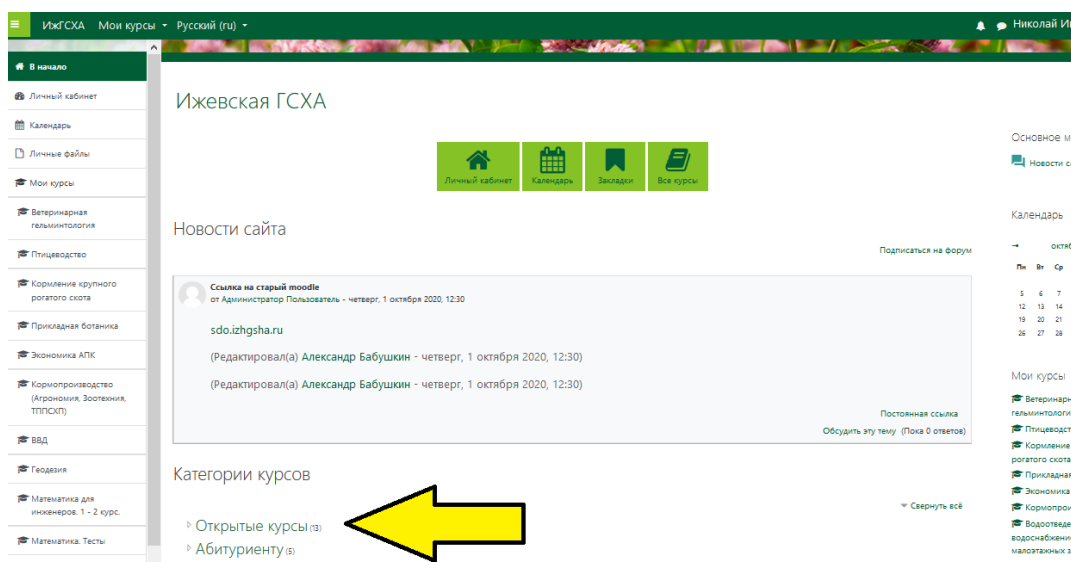 ИжГСХА Мои курсы Русский (ru)
Николай И
В начало
Личный кабинет
Календарь
Личные файлы
Мои курсы
Ветеринарная
гельминтология
Птицеводство
Кормление крупного
рогатого скота
Прикладная ботаника
Экономика АПК
Кормопроизводство
(Агрономия, Зоотехния,
ТППСХП)
ВВД
Геодезия
Математика для
инженеров. 1 - 2 курс.
Математика. Тесты
Ижевская ГСХА
Личный кабинет
Календарь
Закладки
Все курсы
Новости сайта
Подписаться на форум
Ссылка на старый moodle
от Администратор Пользователь - четверг, 1 октября 2020, 12:30
sdo.izhgsha.ru
(Редактировал(а) Александр Бабушкин - четверг, 1 октября 2020, 12:30)
(Редактировал(а) Александр Бабушкин - четверг, 1 октября 2020, 12:30)
Постоянная ссылка
Обсудить эту тему (Пока 0 ответов)
Категории курсов
Свернуть всё
Открытые курсы (13)
Абитуриенту (5)
Основное м
Новости с
Календарь
→ октяб
Пн Вт Ср
5 6 7
12 13 14
19 20 21
26 27 28
Мои курсы
Ветеринарн
гельминтологи
Птицеводст
Кормление
рогатого скота
Прикладная
Экономика
Кормопрои
Водоотведе
водоснабжени
малоэтажных з